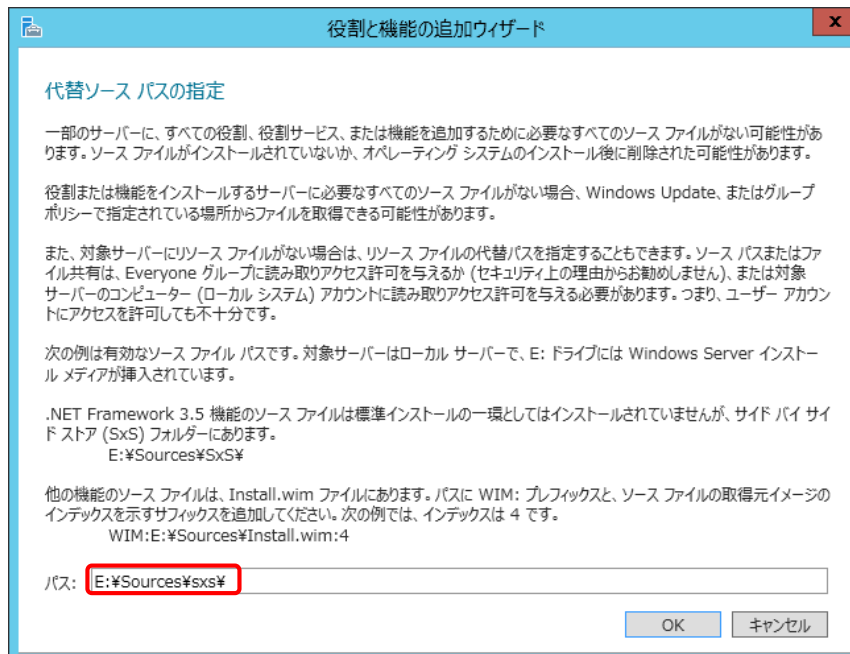 役割と機能の追加ウィザード
x
代替ソース パスの指定
一部のサーバーに、すべての役割、役割サービス、または機能を追加するために必要なすべてのソース ファイルがない可能性があ
ります。ソース ファイルがインストールされていないか、オペレーティング システムのインストール後に削除された可能性があります。
役割または機能をインストールするサーバーに必要なすべてのソース ファイルがない場合、Windows Update、またはグループ
ポリシーで指定されている場所からファイルを取得できる可能性があります。
また、対象サーバーにリソース ファイルがない場合は、リソース ファイルの代替パスを指定することもできます。ソース パスまたはファ
イル共有は、Everyone グループに読み取りアクセス許可を与えるか (セキュリティ上の理由からお勧めしません)、または対象
サーバーのコンピューター (ローカル システム) アカウントに読み取りアクセス許可を与える必要があります。つまり、ユーザー アカウン
トにアクセスを許可しても不十分です。
次の例は有効なソース ファイル パスです。対象サーバーはローカル サーバーで、E: ドライブには Windows Server インストー
ル メディアが挿入されています。
.NET Framework 3.5 機能のソース ファイルは標準インストールの一環としてはインストールされていませんが、サイド バイ サイ
ド ストア (SxS) フォルダーにあります。
E:¥Sources¥SxS¥
他の機能のソース ファイルは、Install.wim ファイルにあります。パスに WIM: プレフィックスと、ソース ファイルの取得元イメージの
インデックスを示すサフィックスを追加してください。次の例では、インデックスは 4 です。
WIM:E:¥Sources¥Install.wim:4
パス: E:¥Sources¥sxs¥
OK キャンセル